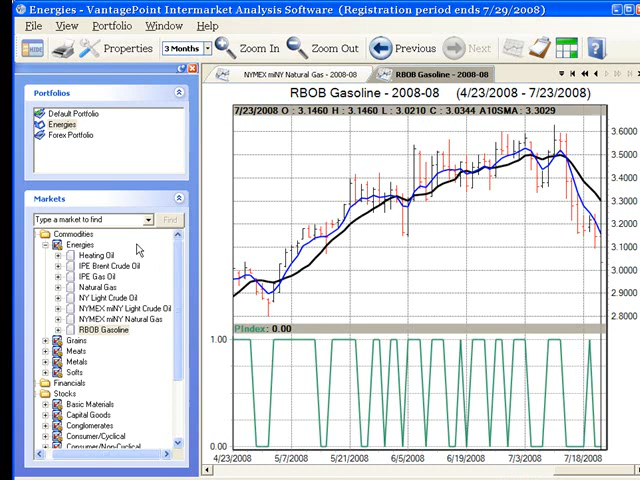 Energies - VantagePoint Intermarket Analysis Software (Registration period ends 7/29/2008)
File View Portfolio Window Help
Properties 3 Months Zoom In Zoom Out Previous Next
Portfolios
Default Portfolio
Energies
Forex Portfolio
Markets
Type a market to find Find
Commodities
Energies
Heating Oil
IPE Brent Crude Oil
IPE Gas Oil
Natural Gas
NY Light Crude Oil
NYMEX miNY Light Crude Oil
NYMEX miNY Natural Gas
RBOB Gasoline
Grains
Meats
Metals
Softs
Financials
Stocks
Basic Materials
Capital Goods
Conglomerates
Consumer/Cyclical
Consumer/Non-Cyclical
NYMEX miNY Natural Gas - 2008-08 RBOB Gasoline - 2008-08
RBOB Gasoline - 2008-08 (4/23/2008 - 7/23/2008)
7/23/2008 O : 3.1460 H : 3.1460 L : 3.0210 C : 3.0344 A10SMA : 3.3029
3.6000
3.5000
3.4000
3.3000
3.2000
3.1000
3.0000
2.9000
2.8000
PIndex: 0.00
1.00
0.00
4/23/2008 5/7/2008 5/21/2008 6/5/2008 6/19/2008 7/3/2008 7/18/2008